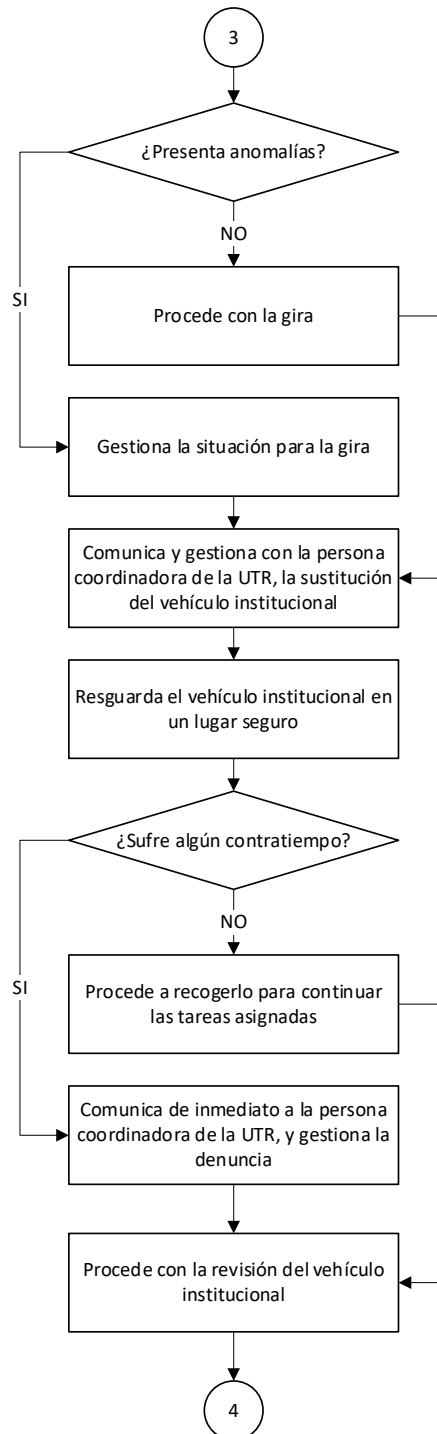 3
¿Presenta anomalías?
NO
SI
Procede con la gira
Gestiona la situación para la gira
Comunica y gestiona con la persona
coordinadora de la UTR, la sustitución
del vehículo institucional
Resguarda el vehículo institucional en
un lugar seguro
¿Sufre algún contratiempo?
NO
SI
Procede a recogerlo para continuar
las tareas asignadas
Comunica de inmediato a la persona
coordinadora de la UTR, y gestiona la
denuncia
Procede con la revisión del vehículo
institucional
4